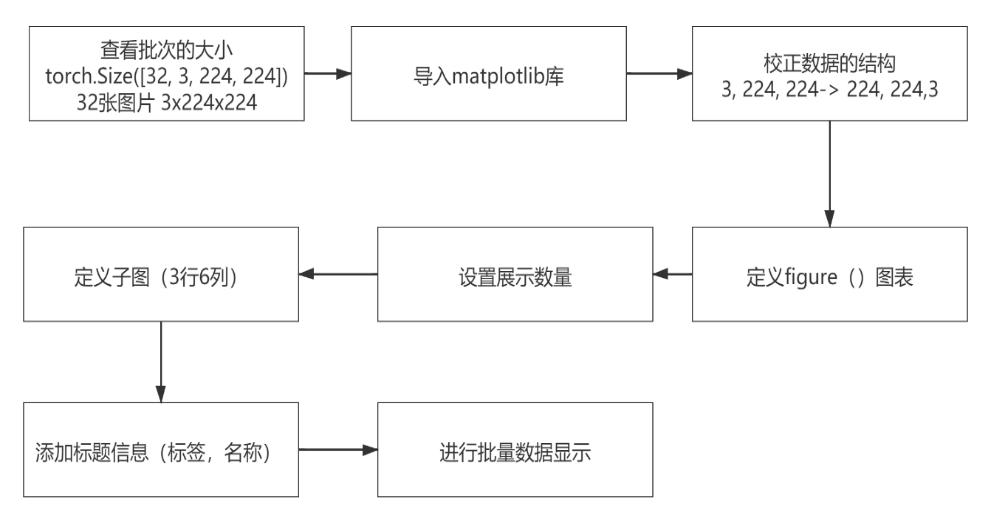 查看批次的大小
torch.Size([32, 3, 224, 224])
32张图片 3x224x224
导入matplotlib库
校正数据的结构
3, 224, 224-> 224, 224,3
定义figure（）图表
设置展示数量
定义子图（3行6列）
添加标题信息（标签，名称）
进行批量数据显示